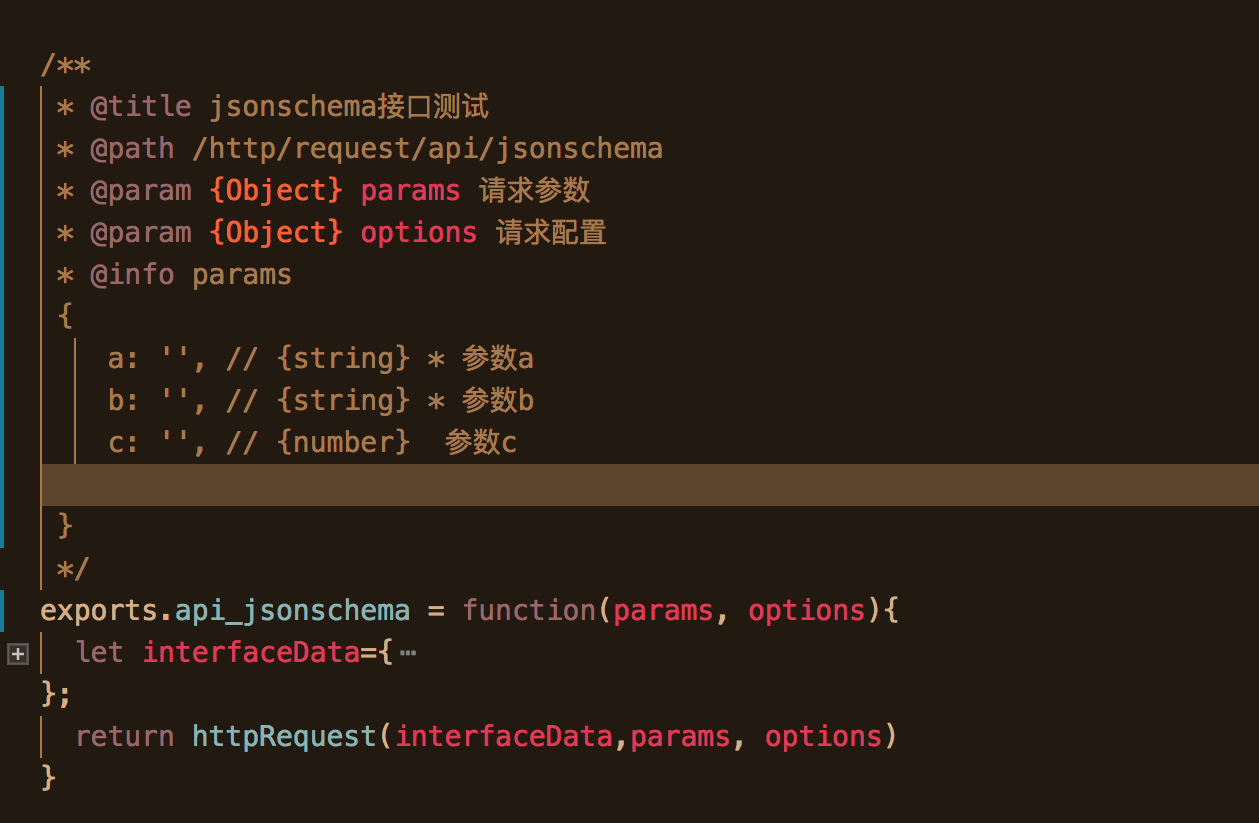 /**
 * @title jsonschema接口测试
 * @path /http/request/api/jsonschema
 * @param {Object} params 请求参数
 * @param {Object} options 请求配置
 * @info params
 {
    a: '', // {string} * 参数a
    b: '', // {string} * 参数b
    c: '', // {number}  参数c
 }
 */
exports.api_jsonschema = function(params, options){
  let interfaceData={⋯
};
  return httpRequest(interfaceData,params, options)
}